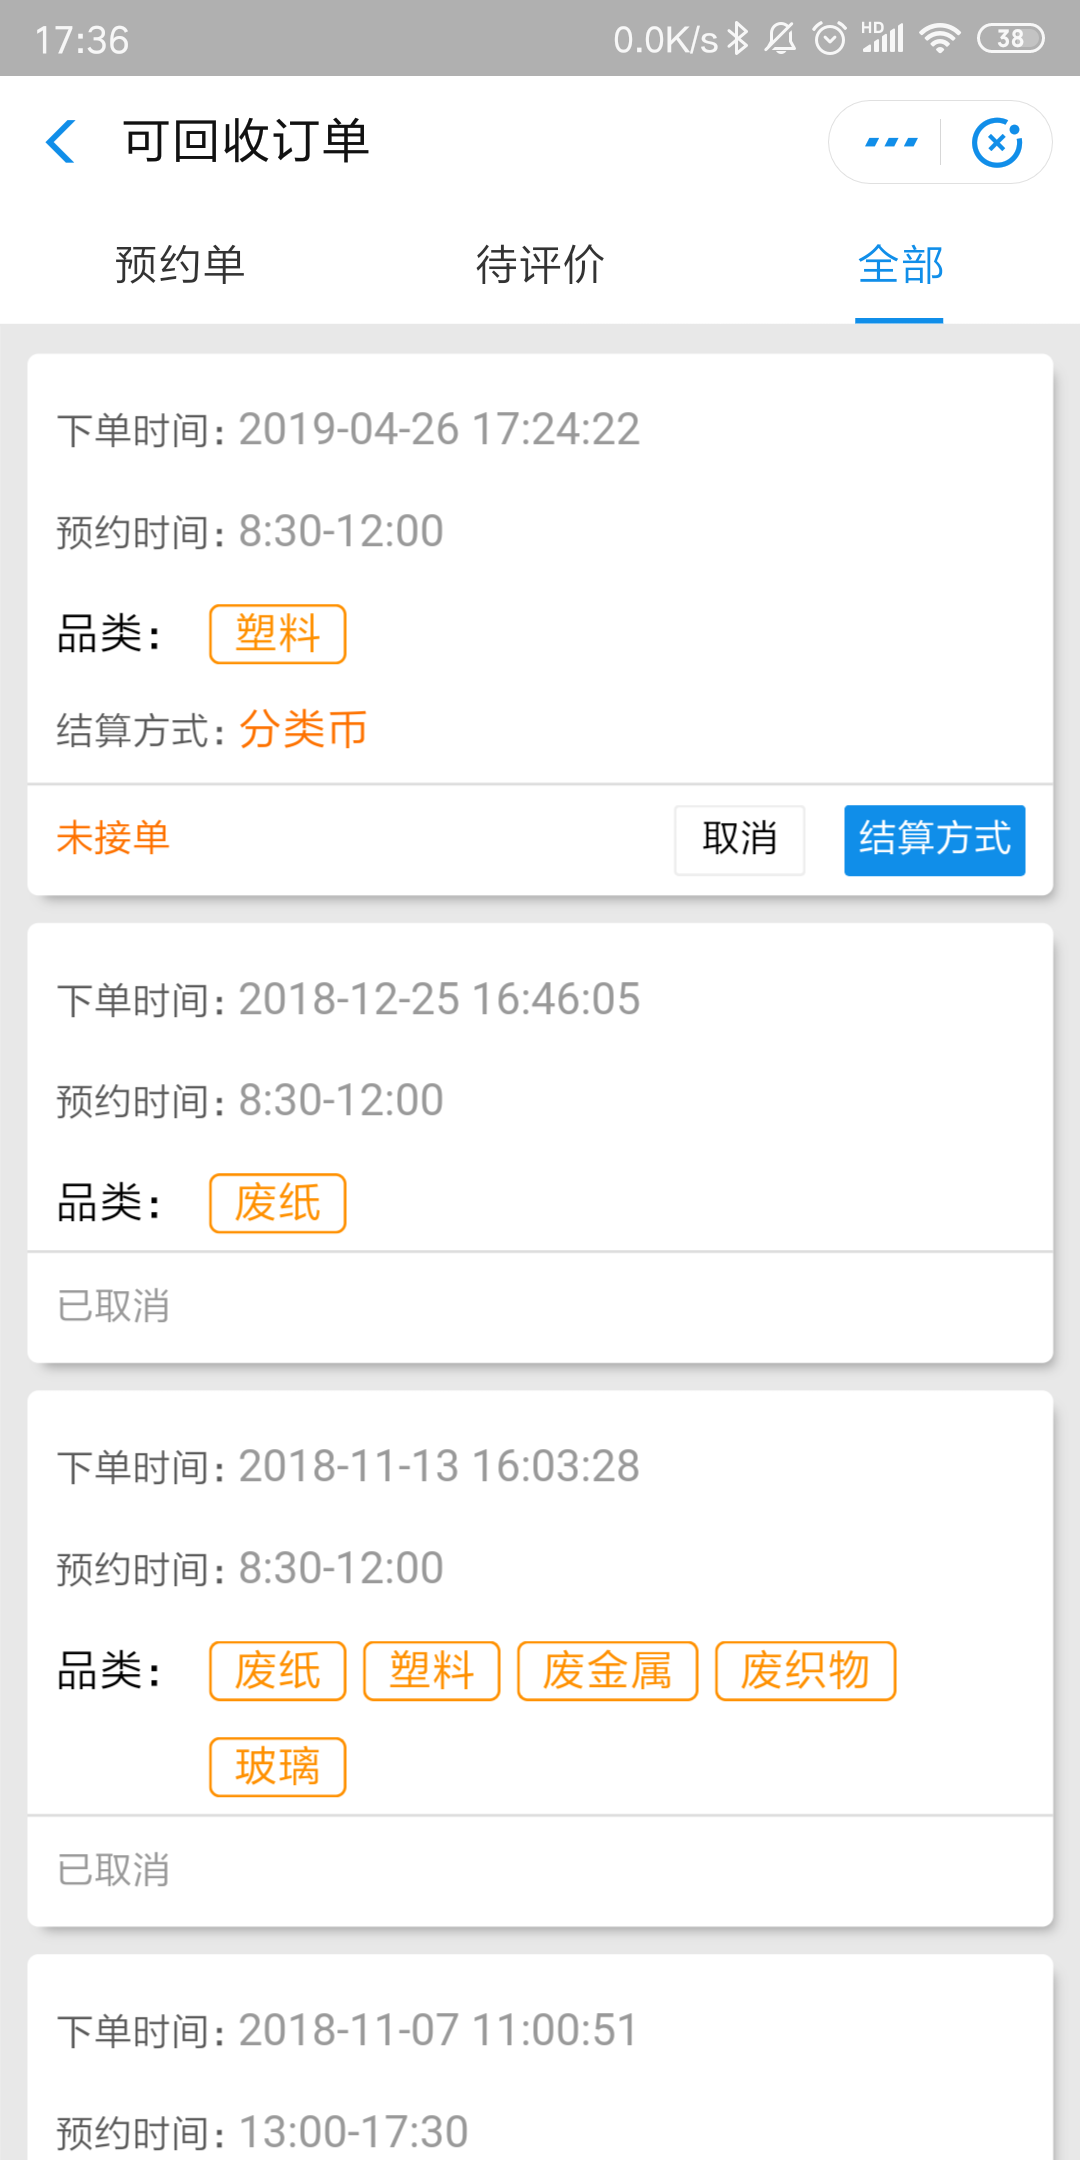 17:36 0.0K/s HD 38
可回收订单
预约单 待评价 全部
下单时间: 2019-04-26 17:24:22
预约时间: 8:30-12:00
品类: 塑料
结算方式: 分类币
未接单 取消 结算方式
下单时间: 2018-12-25 16:46:05
预约时间: 8:30-12:00
品类: 废纸
已取消
下单时间: 2018-11-13 16:03:28
预约时间: 8:30-12:00
品类: 废纸 塑料 废金属 废织物
玻璃
已取消
下单时间: 2018-11-07 11:00:51
预约时间: 13:00-17:30